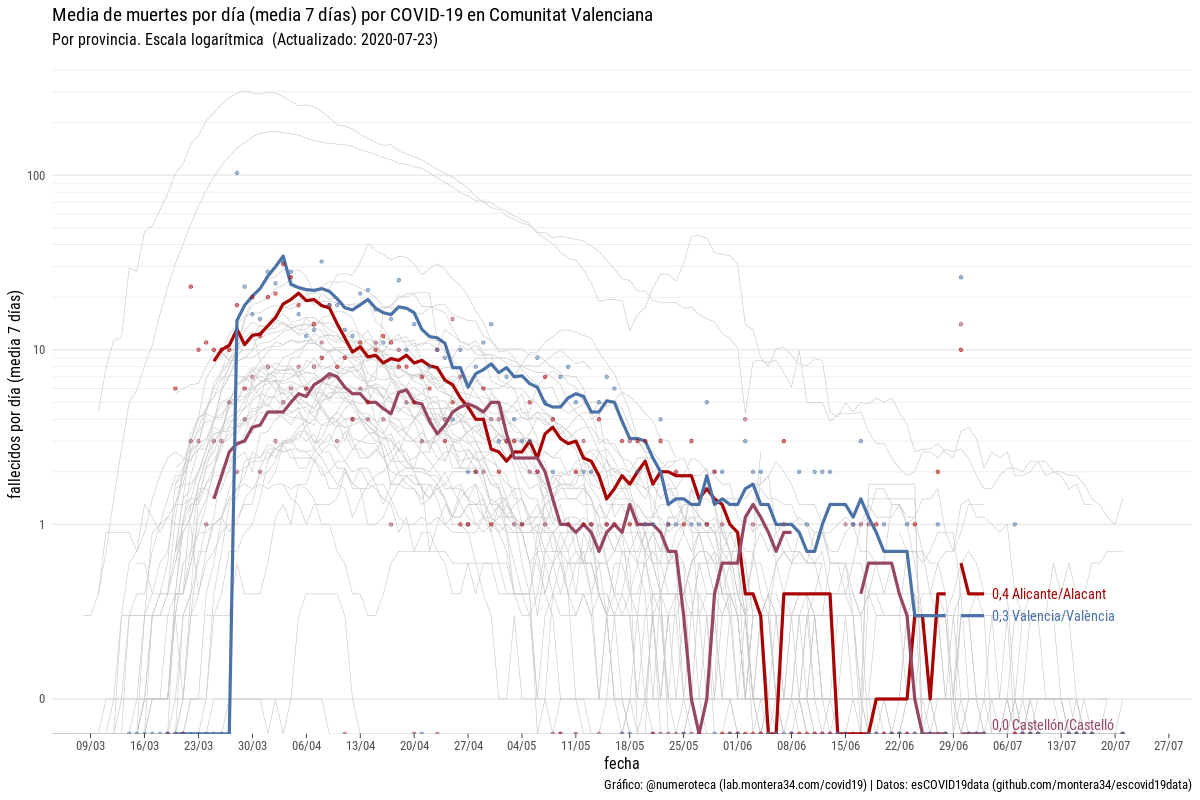 Media de muertes por día (media 7 días) por COVID-19 en Comunitat Valenciana
Por provincia. Escala logarítmica (Actualizado: 2020-07-23)
fallecidos por día (media 7 días)
100
10
1
0
0,4 Alicante/Alacant
0,3 Valencia/València
0,0 Castellón/Castelló
09/03 16/03 23/03 30/03 06/04 13/04 20/04 27/04 04/05 11/05 18/05 25/05 01/06 08/06 15/06 22/06 29/06 06/07 13/07 20/07 27/07
fecha
Gráfico: @numeroteca (lab.montera34.com/covid19) | Datos: esCOVID19data (github.com/montera34/escovid19data)